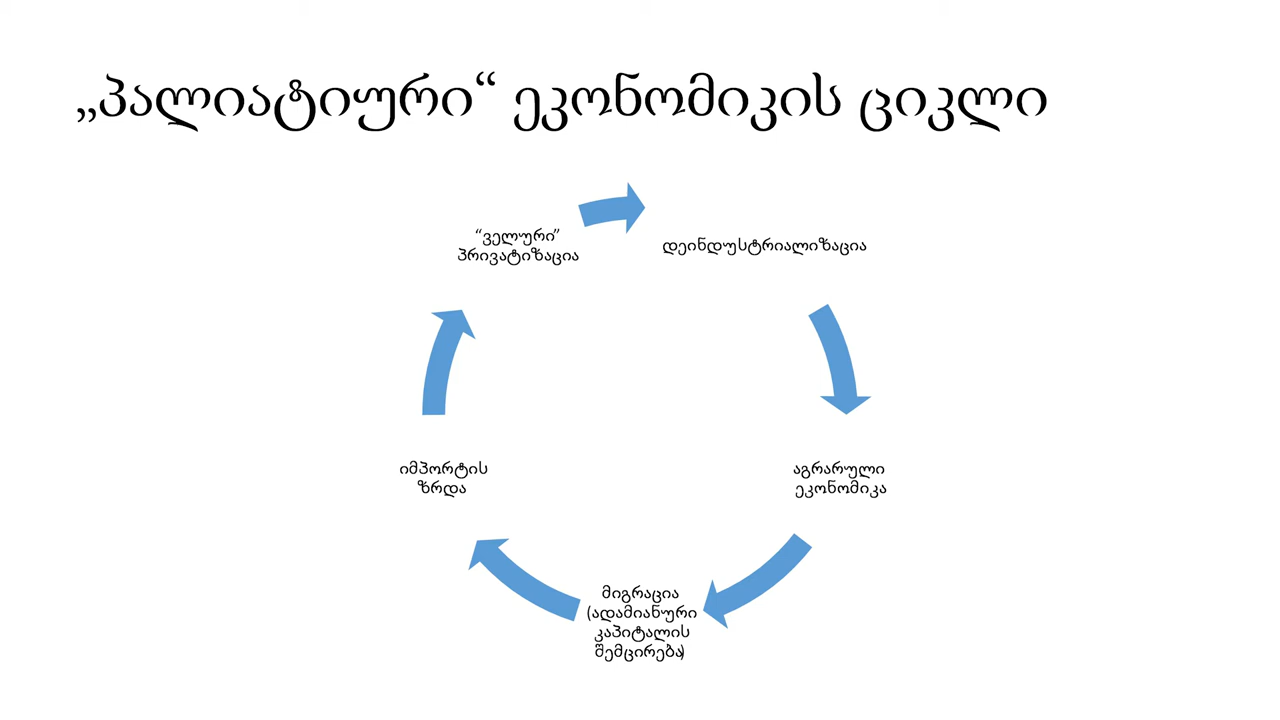 „პალიატიური“ ეკონომიკის ციკლი
“ველური”
პრივატიზაცია
დეინდუსტრიალიზაცია
აგრარული
ეკონომიკა
მიგრაცია
(ადამიანური
კაპიტალის
შემცირება)
იმპორტის
ზრდა